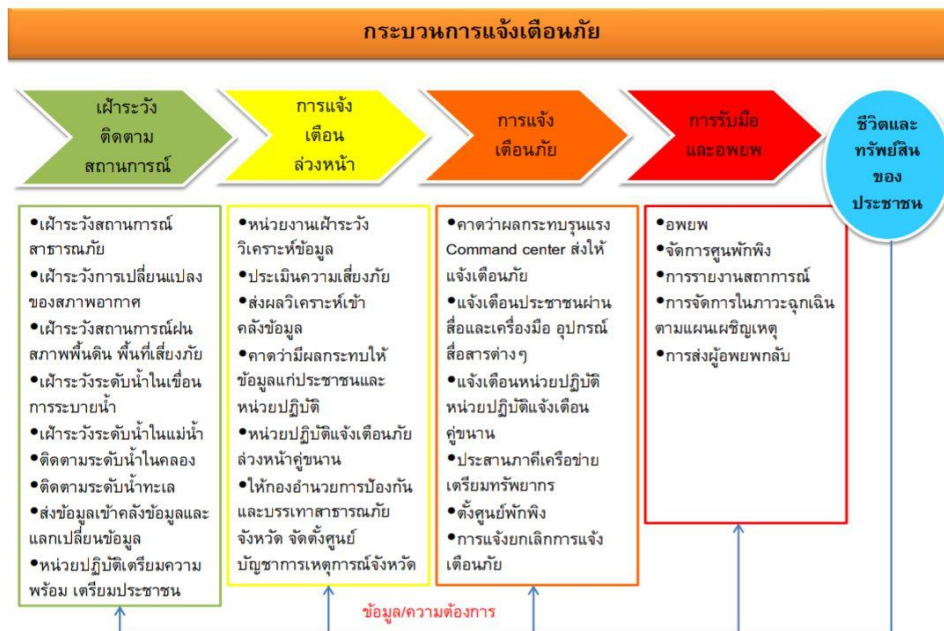 กระบวนการแจ้งเตือนภัย
เฝ้าระวัง
ติดตาม
สถานการณ์
การแจ้ง
เตือน
ล่วงหน้า
การแจ้ง
เตือนภัย
การรับมือ
และอพยพ
ชีวิตและ
ทรัพย์สิน
ของ
ประชาชน
●เฝ้าระวังสถานการณ์
สาธารณภัย
●เฝ้าระวังการเปลี่ยนแปลง
ของสภาพอากาศ
●เฝ้าระวังสถานการณ์ฝน
สภาพพื้นดิน พื้นที่เสี่ยงภัย
●เฝ้าระวังระดับน้ำในเขื่อน
การระบายน้ำ
●เฝ้าระวังระดับน้ำในแม่น้ำ
●ติดตามระดับน้ำในคลอง
●ติดตามระดับน้ำทะเล
●ส่งข้อมูลเข้าคลังข้อมูลและ
แลกเปลี่ยนข้อมูล
●หน่วยปฏิบัติเตรียมความ
พร้อม เตรียมประชาชน
●หน่วยงานเฝ้าระวัง
วิเคราะห์ข้อมูล
●ประเมินความเสี่ยงภัย
●ส่งผลวิเคราะห์เข้า
คลังข้อมูล
●คาดว่ามีผลกระทบให้
ข้อมูลแก่ประชาชนและ
หน่วยปฏิบัติ
●หน่วยปฏิบัติแจ้งเตือนภัย
ล่วงหน้าคู่ขนาน
●ให้กองอำนวยการป้องกัน
และบรรเทาสาธารณภัย
จังหวัด จัดตั้งศูนย์
บัญชาการเหตุการณ์จังหวัด
●คาดว่าผลกระทบรุนแรง
Command center ส่งให้
แจ้งเตือนภัย
●แจ้งเตือนประชาชนผ่าน
สื่อและเครื่องมือ อุปกรณ์
สื่อสารต่างๆ
●แจ้งเตือนหน่วยปฏิบัติ
หน่วยปฏิบัติแจ้งเตือน
คู่ขนาน
●ประสานภาคีเครือข่าย
เตรียมทรัพยากร
●ตั้งศูนย์พักพิง
●การแจ้งยกเลิกการแจ้ง
เตือนภัย
●อพยพ
●จัดการศูนพักพิง
●การรายงานสถาการณ์
●การจัดการในภาวะฉุกเฉิน
ตามแผนเผชิญเหตุ
●การส่งผู้อพยพกลับ
ข้อมูล/ความต้องการ